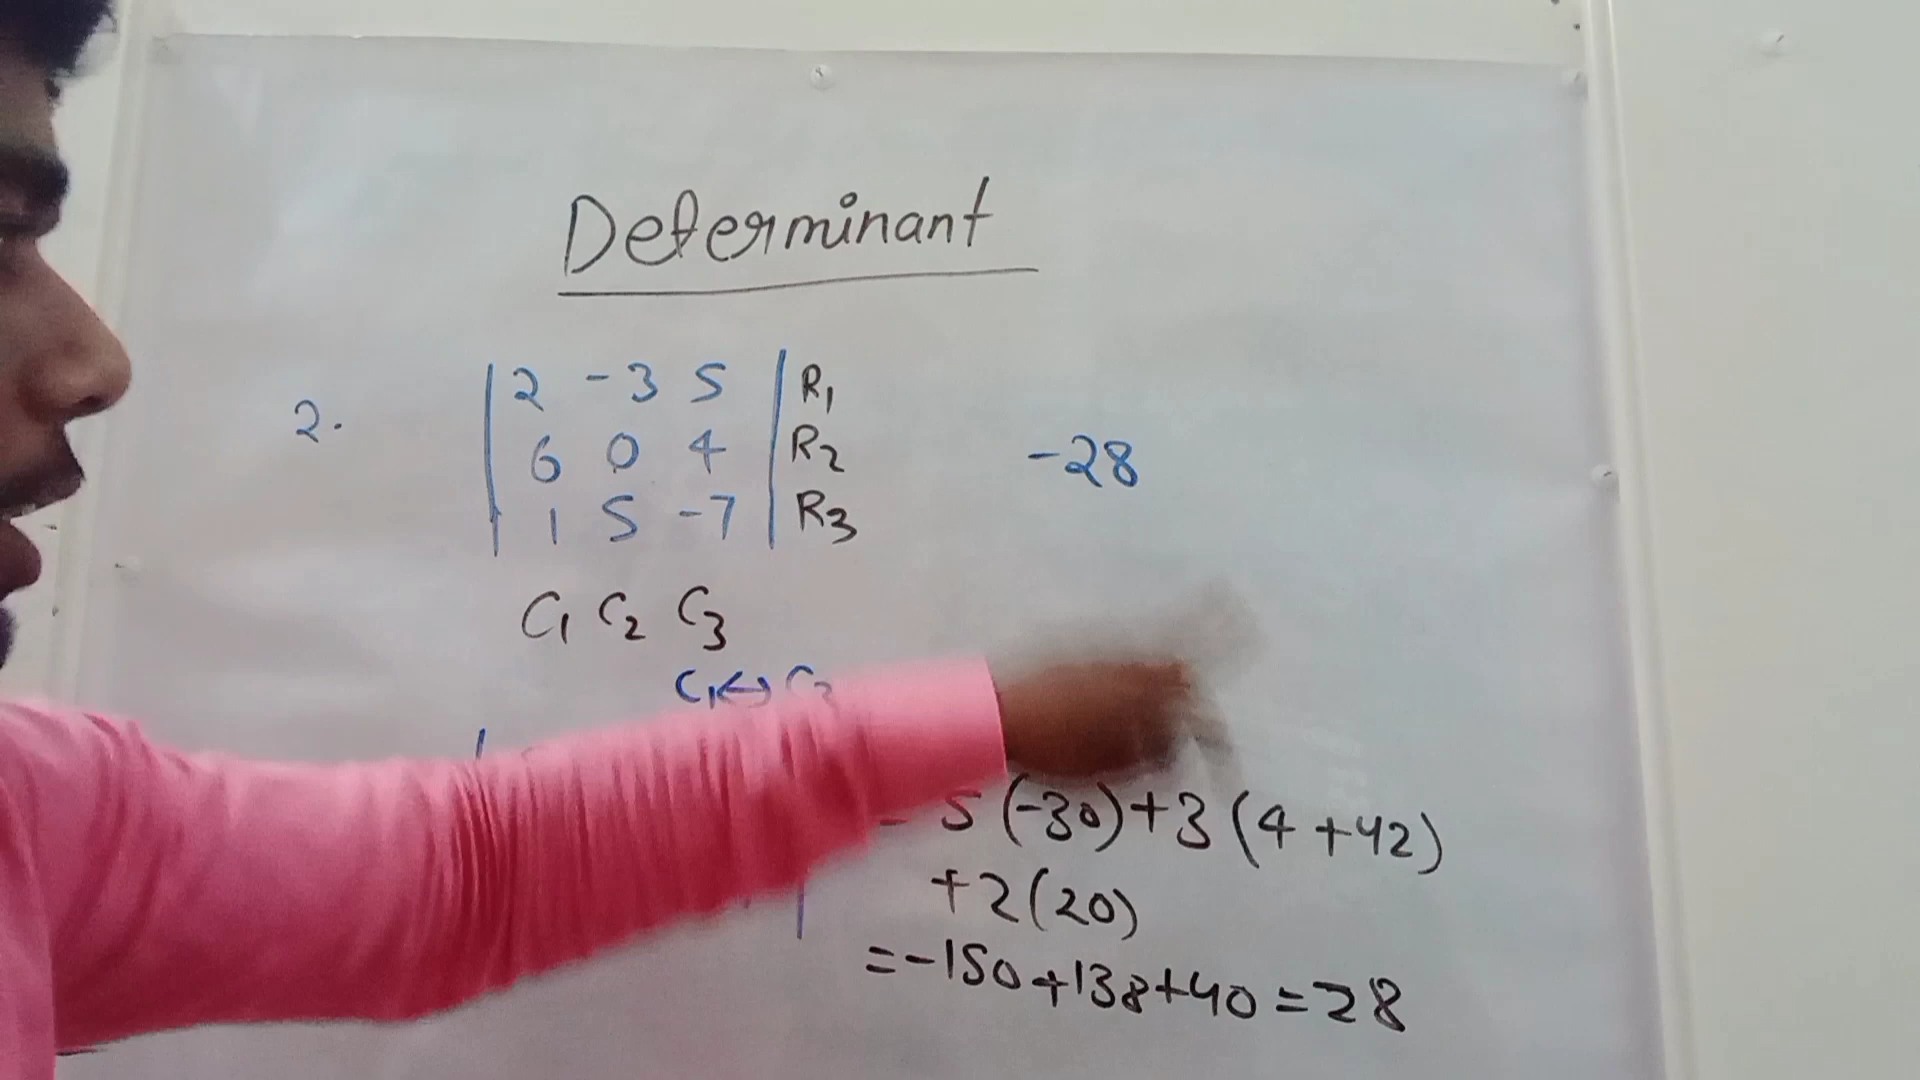 Determinant
2. | 2 -3 5 | R1
| 6 0 4 | R2
| 1 5 -7 | R3
-28
C1 C2 C3
C1↔C3
5(-30)+3(4+42)
+2(20)
=-150+138+40=28